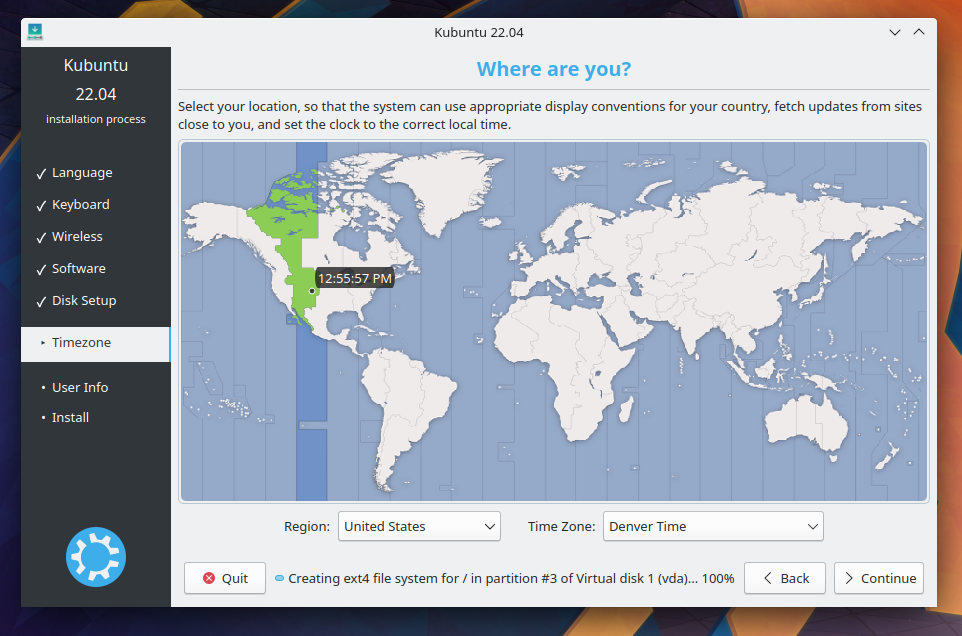 Kubuntu 22.04
Kubuntu
22.04
installation process
Language
Keyboard
Wireless
Software
Disk Setup
Timezone
User Info
Install
Where are you?
Select your location, so that the system can use appropriate display conventions for your country, fetch updates from sites
close to you, and set the clock to the correct local time.
12:55:57 PM
Region: United States Time Zone: Denver Time
Quit Creating ext4 file system for / in partition #3 of Virtual disk 1 (vda)... 100% Back Continue